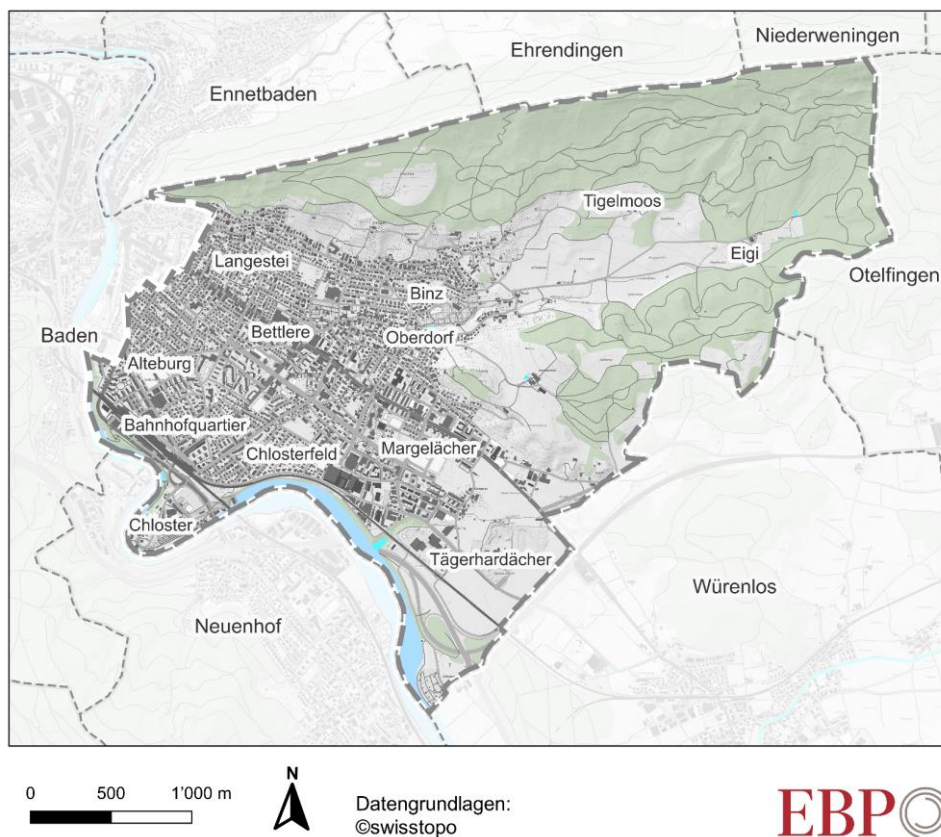 Niederweningen
Ehrendingen
Ennetbaden
Tigelmoos
Eigi
Langestei
Otelfingen
Binz
Bettlere
Oberdorf
Baden
Alteburg
Bahnhofquartier
Margelächer
Chlosterfeld
Chloster
Tägerhardächer
Würenlos
Neuenhof
0 500 1'000 m
N
Datengrundlagen:
©swisstopo
EBP